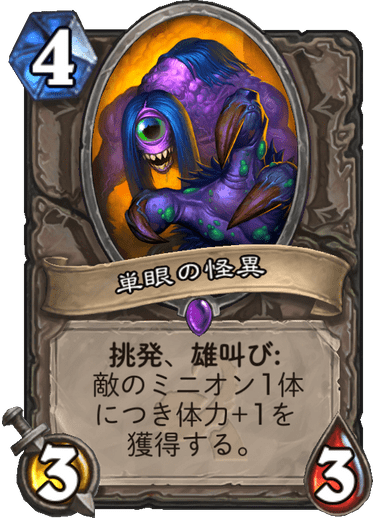 4
単眼の怪異
挑発、雄叫び:
敵のミニオン1体
につき体力+1を
獲得する。
3
3